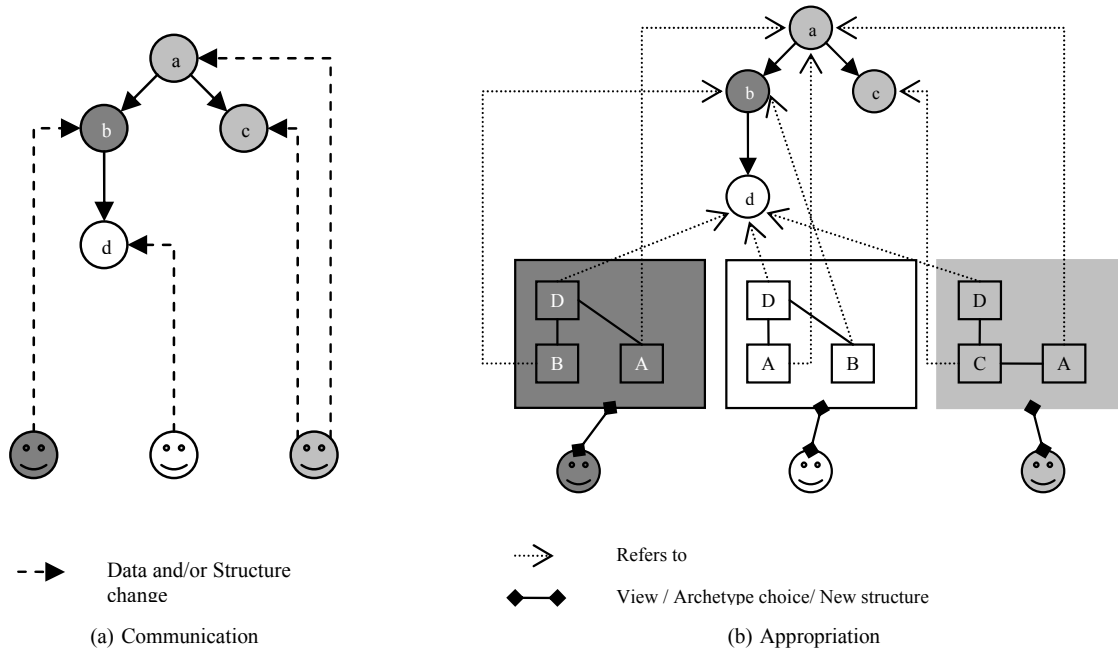 a
b
c
d
Data and/or Structure
change
(a) Communication
a
b
c
d
D
B
A
D
A
B
D
C
A
Refers to
View / Archetype choice/ New structure
(b) Appropriation